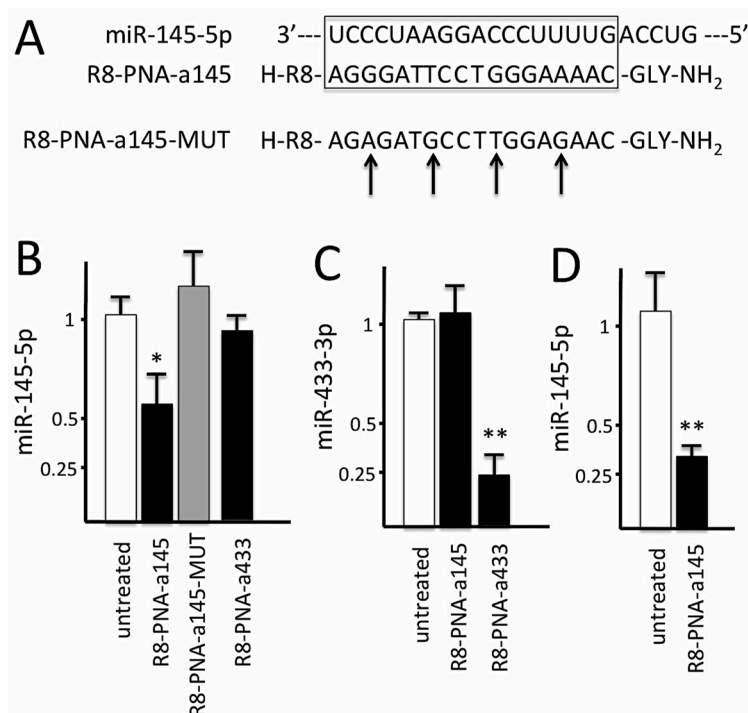 A
miR-145-5p 3’--- UCCCUAAGGACCCUUUUGACCUG ---5’
R8-PNA-a145 H-R8- AGGGATTCCTGGGAAAAC -GLY-NH2
R8-PNA-a145-MUT H-R8- AGAGATGCCTTGGAGAAC -GLY-NH2
B
miR-145-5p
1
0.5
0.25
*
untreated
R8-PNA-a145
R8-PNA-a145-MUT
R8-PNA-a433
C
miR-433-3p
1
0.5
0.25
**
untreated
R8-PNA-a145
R8-PNA-a433
D
miR-145-5p
1
0.5
0.25
**
untreated
R8-PNA-a145